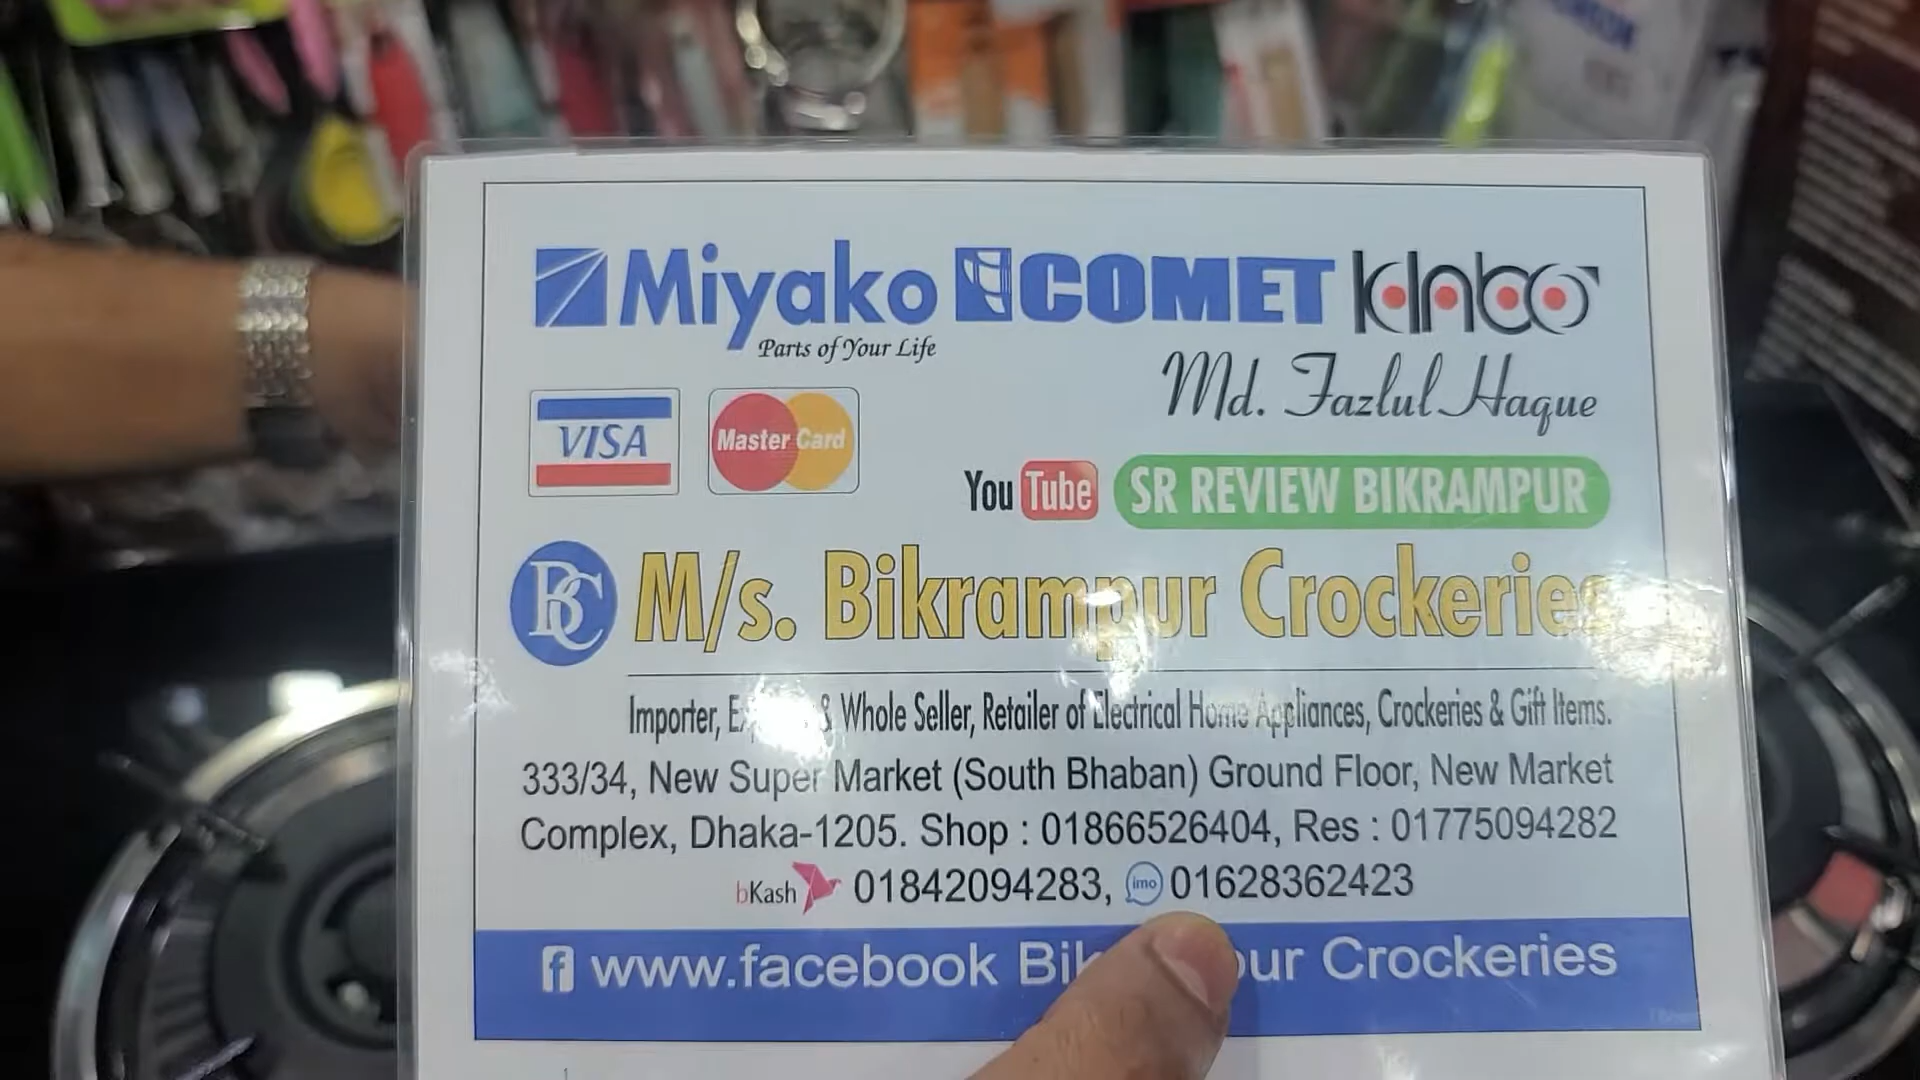 Miyako COMET kinbo
Parts of Your Life
Md. Fazlul Haque
VISA MasterCard
YouTube SR REVIEW BIKRAMPUR
BC M/s. Bikrampur Crockeries
Importer, & Whole Seller, Retailer of Electrical Home Appliances, Crockeries & Gift Items.
333/34, New Super Market (South Bhaban) Ground Floor, New Market
Complex, Dhaka-1205. Shop : 01866526404, Res : 01775094282
bKash 01842094283, imo 01628362423
f www.facebook Crockeries